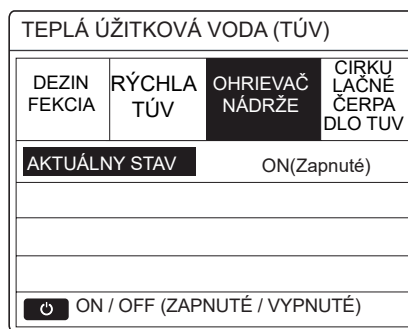 TEPLÁ ÚŽITKOVÁ VODA (TÚV)
DEZIN
FEKCIA
RÝCHLA
TÚV
OHRIEVAČ
NÁDRŽE
CIRKU
LAČNÉ
ČERPA
DLO TUV
AKTUÁLNY STAV ON(Zapnuté)
ON / OFF (ZAPNUTÉ / VYPNUTÉ)